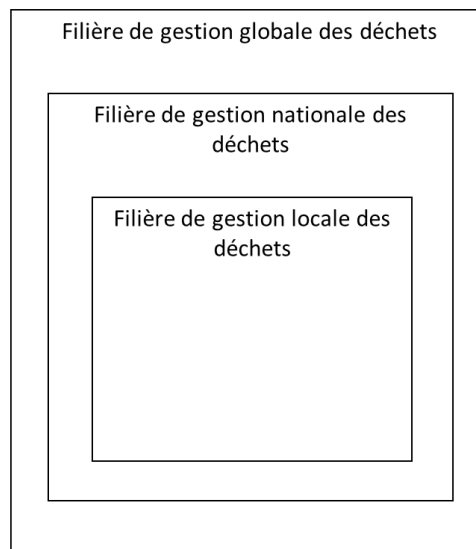 Filière de gestion globale des déchets
Filière de gestion nationale des
déchets
Filière de gestion locale des
déchets